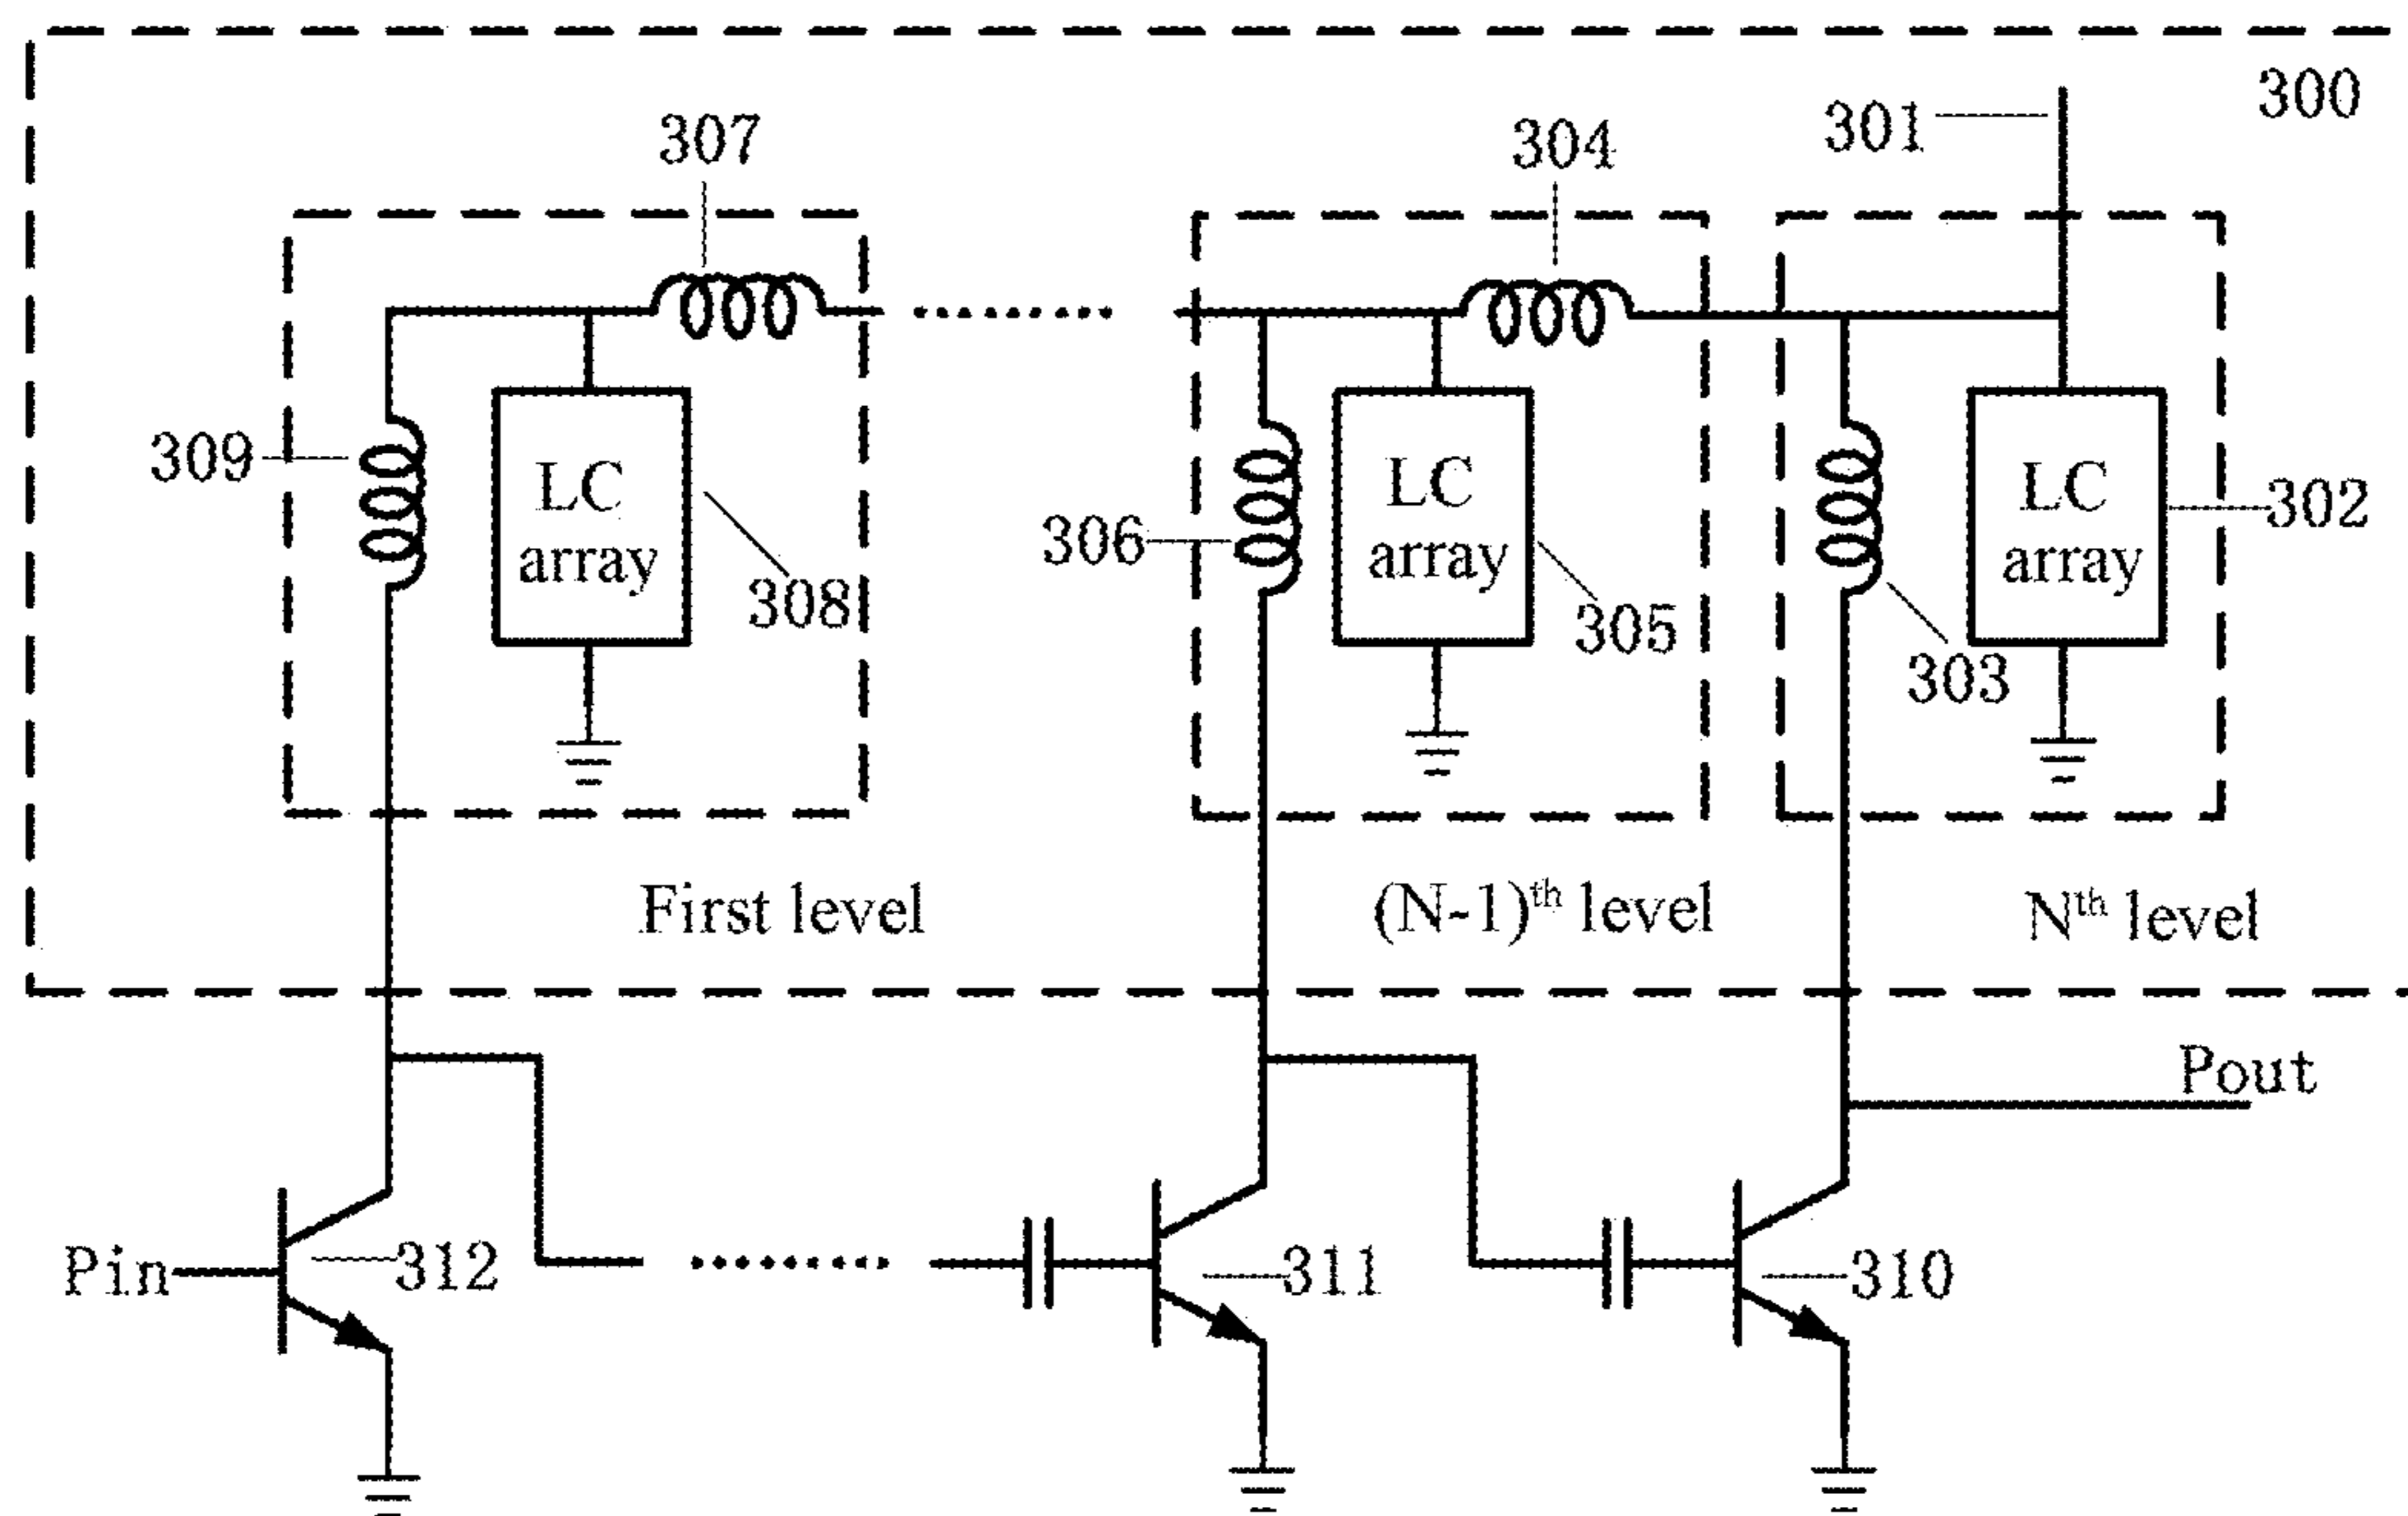 300
301
307
304
309
LC
array
308
306
LC
array
305
LC
array
302
303
First level
(N-1)th level
Nth level
Pout
Pin
312
311
310